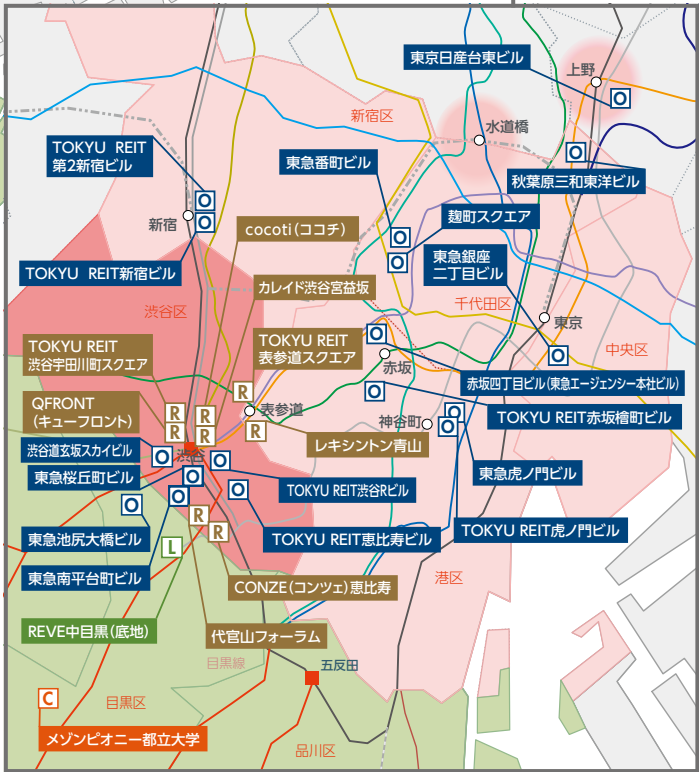 東京日産台東ビル
上野
新宿区
水道橋
O
O
TOKYU REIT
第2新宿ビル
東急番町ビル
秋葉原三和東洋ビル
O
新宿
O
cocoti(ココチ)
麹町スクエア
O
O
東急銀座
二丁目ビル
TOKYU REIT新宿ビル
カレイド渋谷宮益坂
千代田区
渋谷区
東京
中央区
TOKYU REIT
渋谷宇田川町スクエア
TOKYU REIT
表参道スクエア
O
O
赤坂
赤坂四丁目ビル(東急エージェンシー本社ビル)
QFRONT
(キューフロント)
R
R
R
R
R
R
表参道
O
TOKYU REIT赤坂檜町ビル
神谷町
O
O
レキシントン青山
渋谷道玄坂スカイビル
O
渋谷
O
東急桜丘町ビル
O
東急虎ノ門ビル
TOKYU REIT渋谷Rビル
O
O
O
東急池尻大橋ビル
R
R
TOKYU REIT恵比寿ビル
TOKYU REIT虎ノ門ビル
L
東急南平台町ビル
CONZE(コンツェ)恵比寿
港区
REVE中目黒(底地)
代官山フォーラム
目黒線
五反田
C
目黒区
メゾンピオニー都立大学
品川区